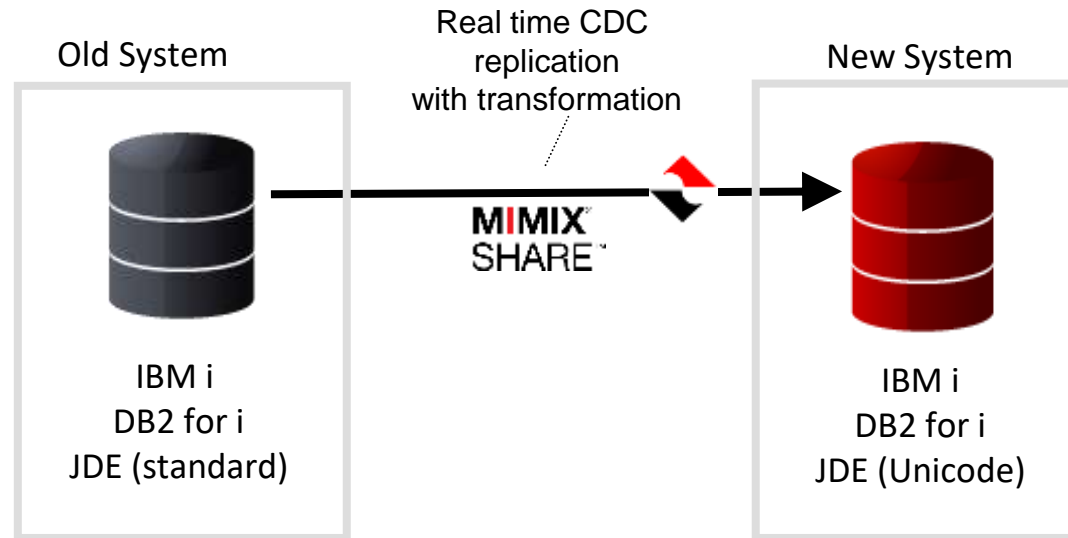 Old System
Real time CDC
replication
with transformation
New System
MIMIX®
SHARE™
IBM i
DB2 for i
JDE (standard)
IBM i
DB2 for i
JDE (Unicode)